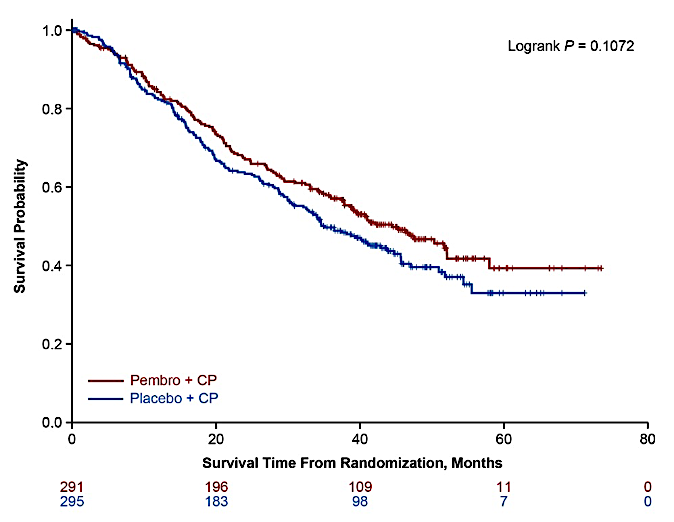 1.0
Logrank P = 0.1072
0.8
0.6
Survival Probability
0.4
0.2
Pembro + CP
Placebo + CP
0.0
0 20 40 60 80
Survival Time From Randomization, Months
291 196 109 11 0
295 183 98 7 0